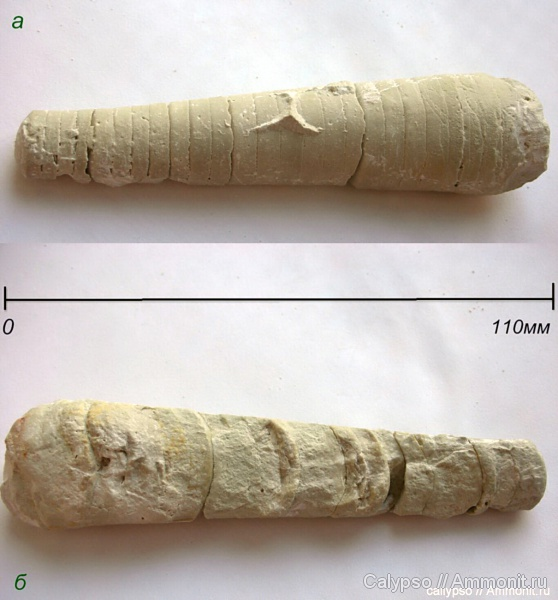 а
0
110мм
б
Calypso // Ammonit.ru
calypso // Ammonit.ru